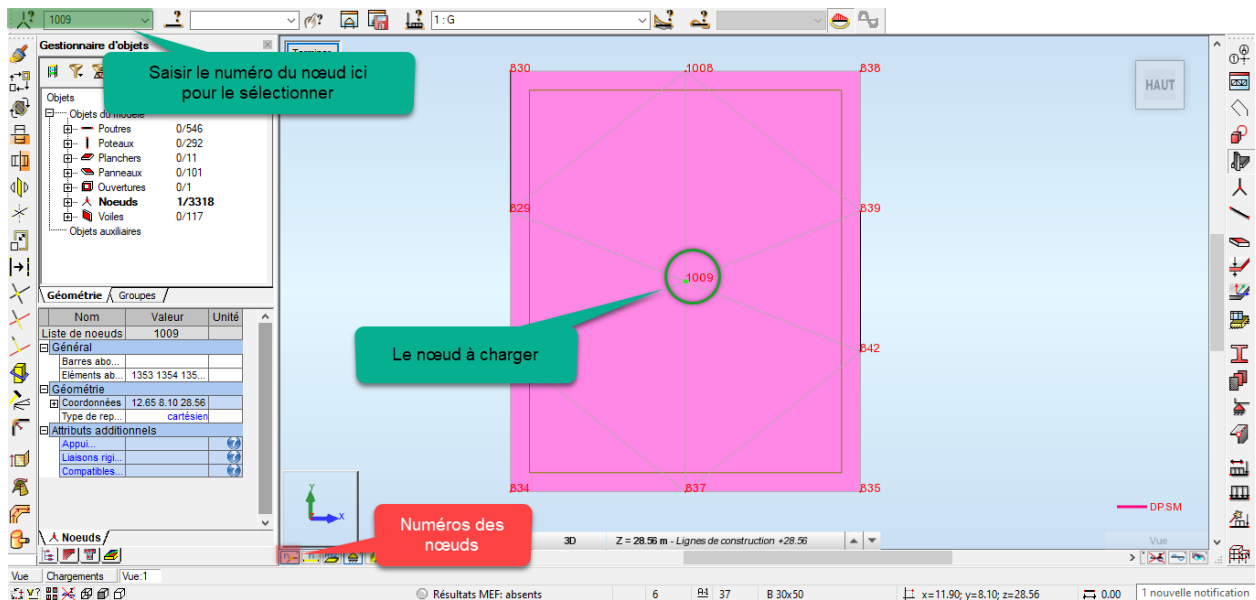 1009
1 : G
Gestionnaire d'objets
Terminer
Saisir le numéro du nœud ici
pour le sélectionner
Objets
Objets du modèle
Poutres 0/546
Poteaux 0/292
Planchers 0/11
Panneaux 0/101
Ouvertures 0/1
Noeuds 1/3318
Voiles 0/117
Objets auxiliaires
Géométrie Groupes
Nom Valeur Unité
Liste de noeuds 1009
Général
Barres abo...
Eléments ab... 1353 1354 135...
Géométrie
Coordonnées 12.65 8.10 28.56
Type de rep... cartésien
Attributs additionnels
Appui...
Liaisons rigi...
Compatibles...
Noeuds
830 1008 838
HAUT
829 839
1009
Le nœud à charger
842
834 837 835
DP.SM
Y
X
Numéros des
nœuds
3D Z = 28.56 m - Lignes de construction +28.56
Vue
Vue Chargements Vue:1
Résultats MEF: absents 6 37 B 30x50 x=11.90; y=8.10; z=28.56 0.00 1 nouvelle notification